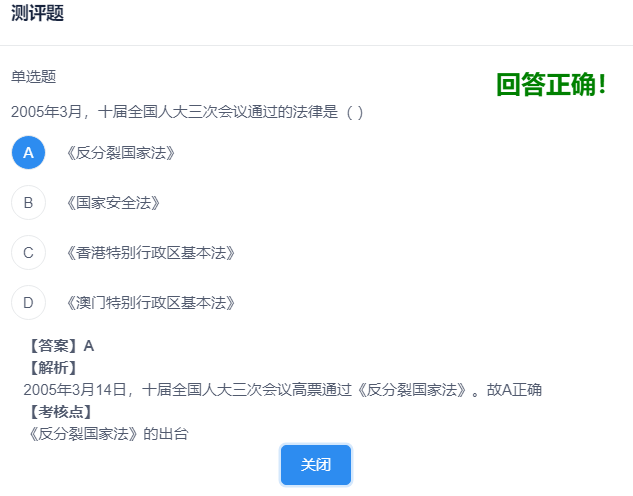 测评题
单选题
回答正确！
2005年3月，十届全国人大三次会议通过的法律是（ ）
A 《反分裂国家法》
B 《国家安全法》
C 《香港特别行政区基本法》
D 《澳门特别行政区基本法》
【答案】A
【解析】
2005年3月14日，十届全国人大三次会议高票通过《反分裂国家法》。故A正确
【考核点】
《反分裂国家法》的出台
关闭